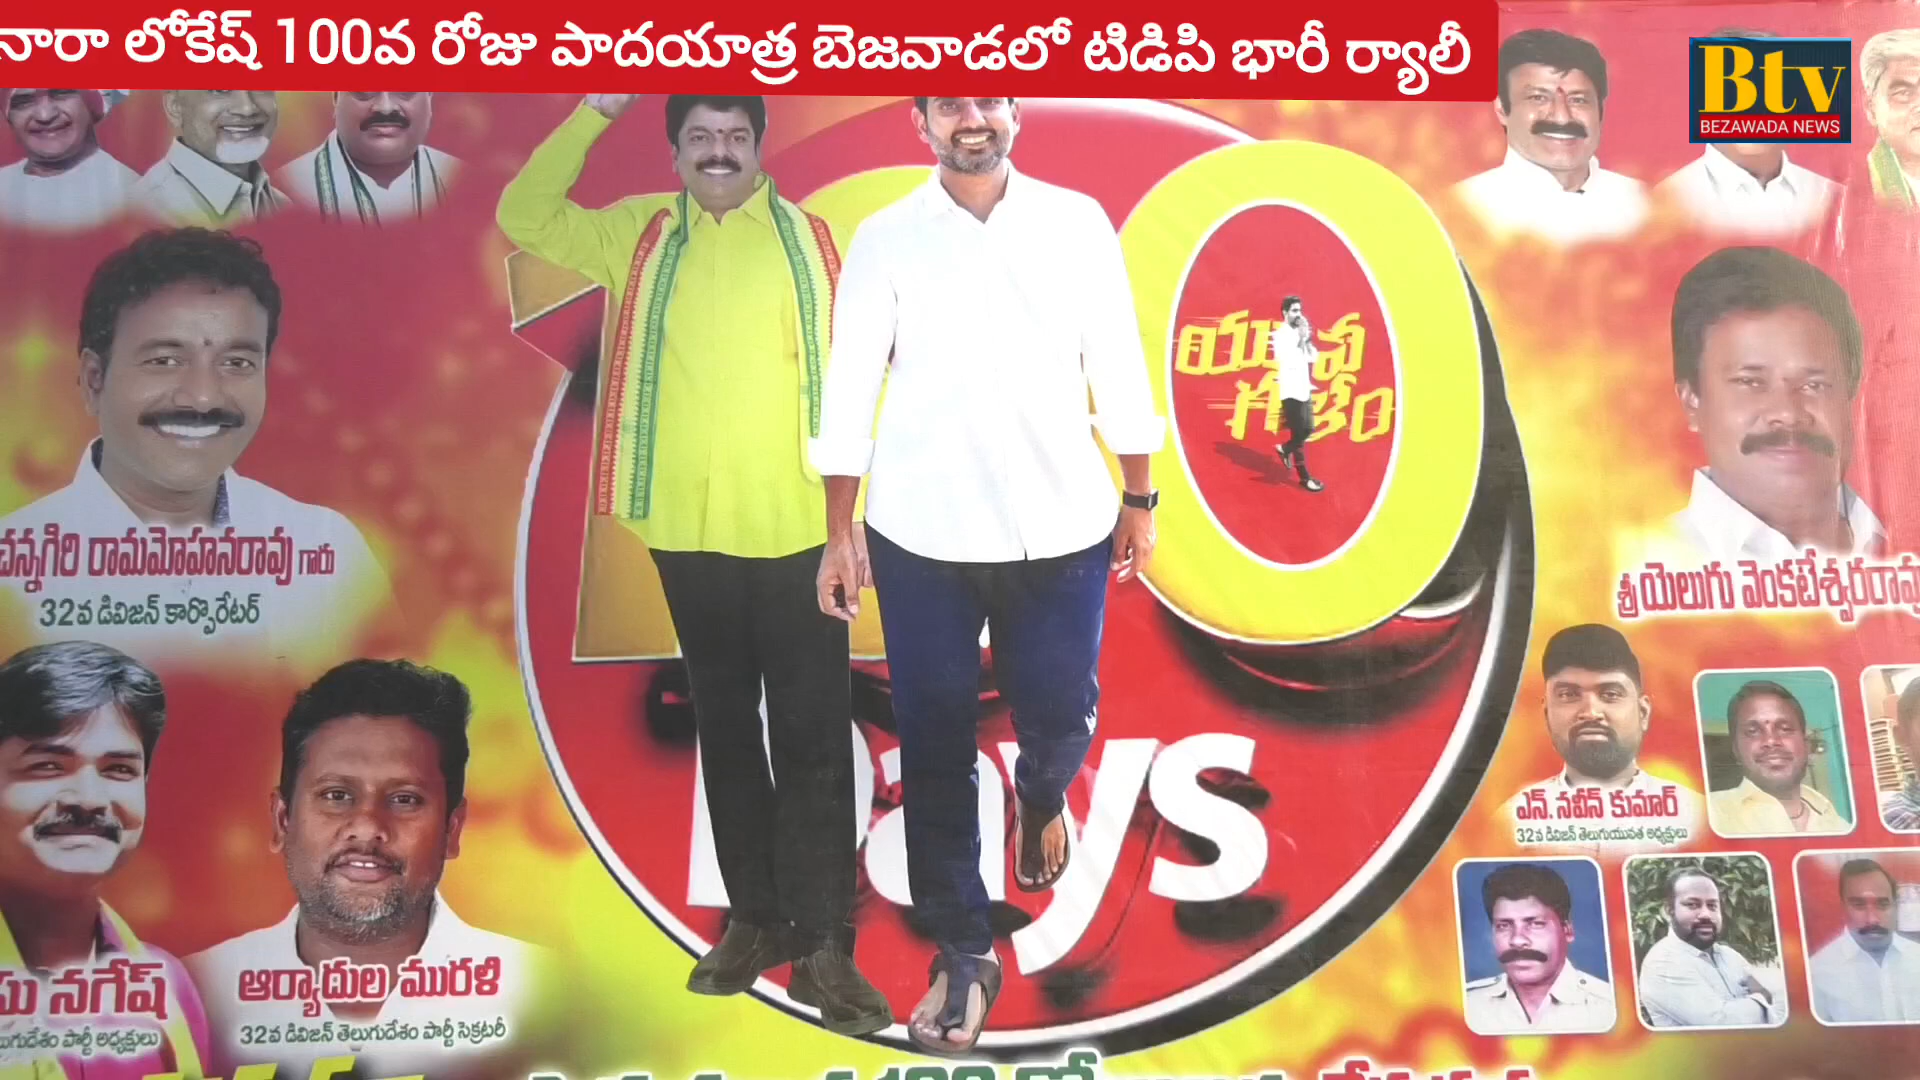 నారా లోకేష్ 100వ రోజు పాదయాత్ర బెజవాడలో టిడిపి భారీ ర్యాలీ
Btv
BEZAWADA NEWS
యువ
గళం
చెన్నగిరి రామమోహనరావు గారు
32వ డివిజన్ కార్పొరేటర్
శ్రీ యెలుగు వెంకటేశ్వరరావు
Days
ఎన్. నవీన్ కుమార్
32వ డివిజన్ తెలుగుయువత అధ్యక్షులు
నగేష్
పార్టీ అధ్యక్షులు
ఆర్యాదుల మురళి
32వ డివిజన్ తెలుగుదేశం పార్టీ సెక్రటరీ